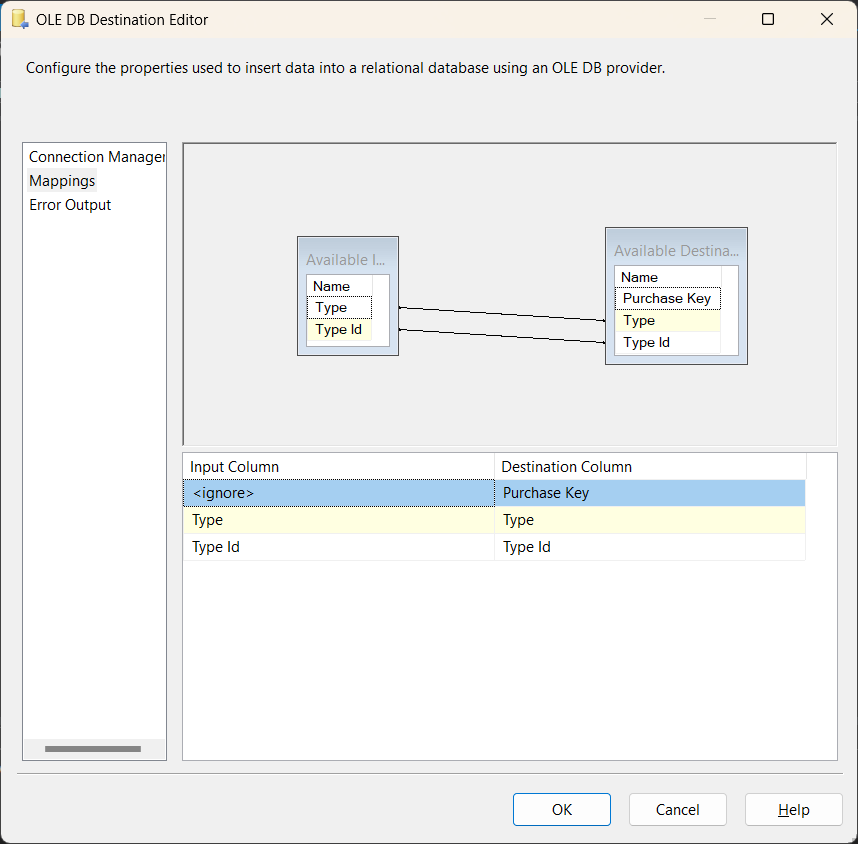 OLE DB Destination Editor
Configure the properties used to insert data into a relational database using an OLE DB provider.
Connection Manager
Mappings
Error Output
Available I...
Name
Type
Type Id
Available Destina...
Name
Purchase Key
Type
Type Id
Input Column Destination Column
<ignore> Purchase Key
Type Type
Type Id Type Id
OK Cancel Help